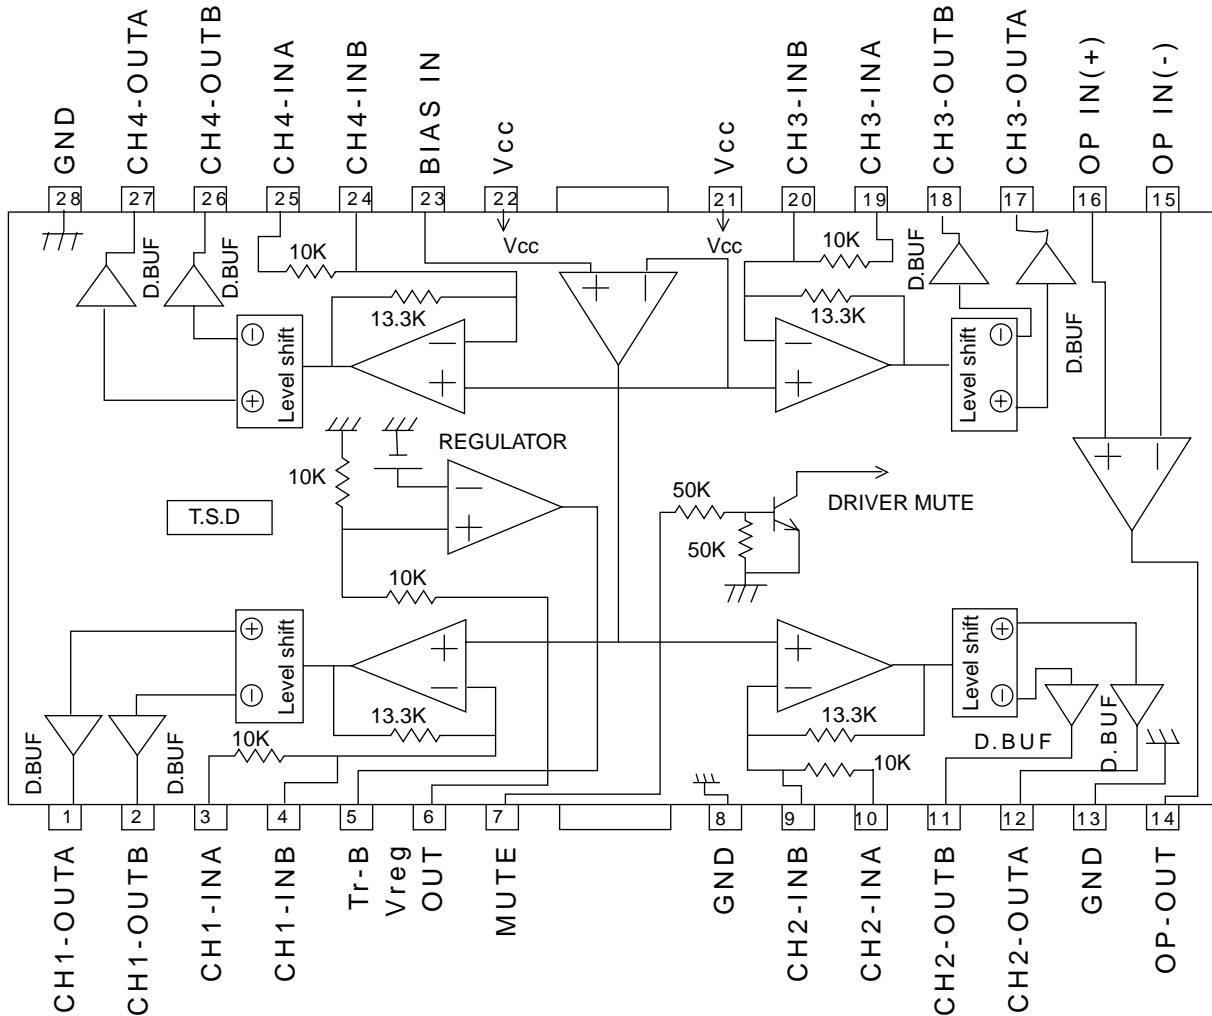 GND
CH4-OUTA
CH4-OUTB
CH4-INA
CH4-INB
BIAS IN
Vcc
Vcc
CH3-INB
CH3-INA
CH3-OUTB
CH3-OUTA
OP IN(+)
OP IN(-)
28
27
26
25
24
23
22
21
20
19
18
17
16
15
D.BUF
D.BUF
10K
Vcc
Vcc
10K
D.BUF
D.BUF
13.3K
13.3K
+
−
Level shift
−
+
−
+
−
+
Level shift
−
+
REGULATOR
10K
−
+
T.S.D
50K
50K
DRIVER MUTE
+
−
10K
Level shift
+
−
+
−
+
−
Level shift
+
−
13.3K
13.3K
10K
10K
D.BUF
D.BUF
D.BUF
D.BUF
1
2
3
4
5
6
7
8
9
10
11
12
13
14
CH1-OUTA
CH1-OUTB
CH1-INA
CH1-INB
Tr-B
Vreg
OUT
MUTE
GND
CH2-INB
CH2-INA
CH2-OUTB
CH2-OUTA
GND
OP-OUT